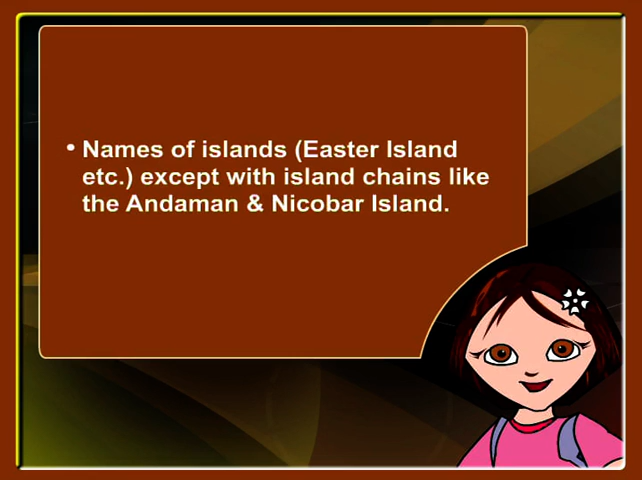 • Names of islands (Easter Island
etc.) except with island chains like
the Andaman & Nicobar Island.